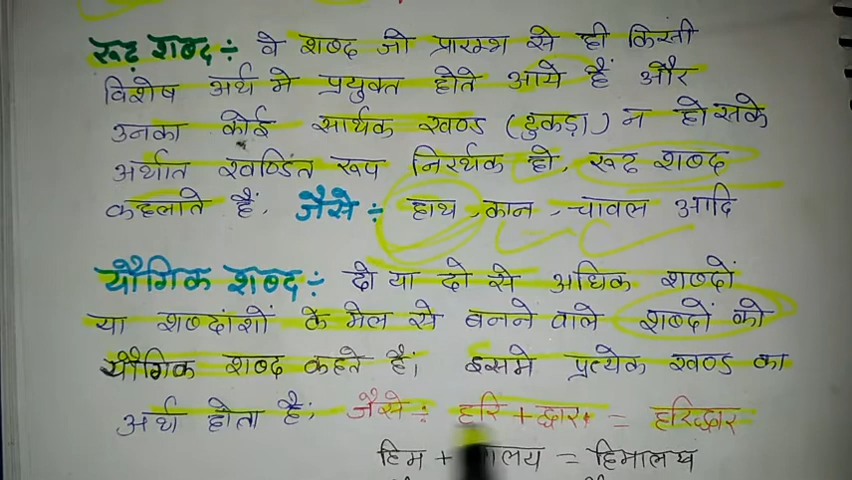 रूढ़ शब्द ÷ वे शब्द जो प्रारम्भ से ही किसी
विशेष अर्थ मे प्रयुक्त होते आये हैं और
उनका कोई सार्थक खण्ड (टुकड़ा) न हो सके
अर्थात खण्डित रूप निरर्थक हो, रूढ शब्द
कहलाते हैं, जैसे ÷ हाथ, कान, चावल आदि
यौगिक शब्द ÷ दो या दो से अधिक शब्दों
या शब्दांशों के मेल से बनने वाले शब्दों को
यौगिक शब्द कहते हैं। इसमे प्रत्येक खण्ड का
अर्थ होता है, जैसे ÷ हरि + द्वार = हरिद्वार
हिम + = हिमालय